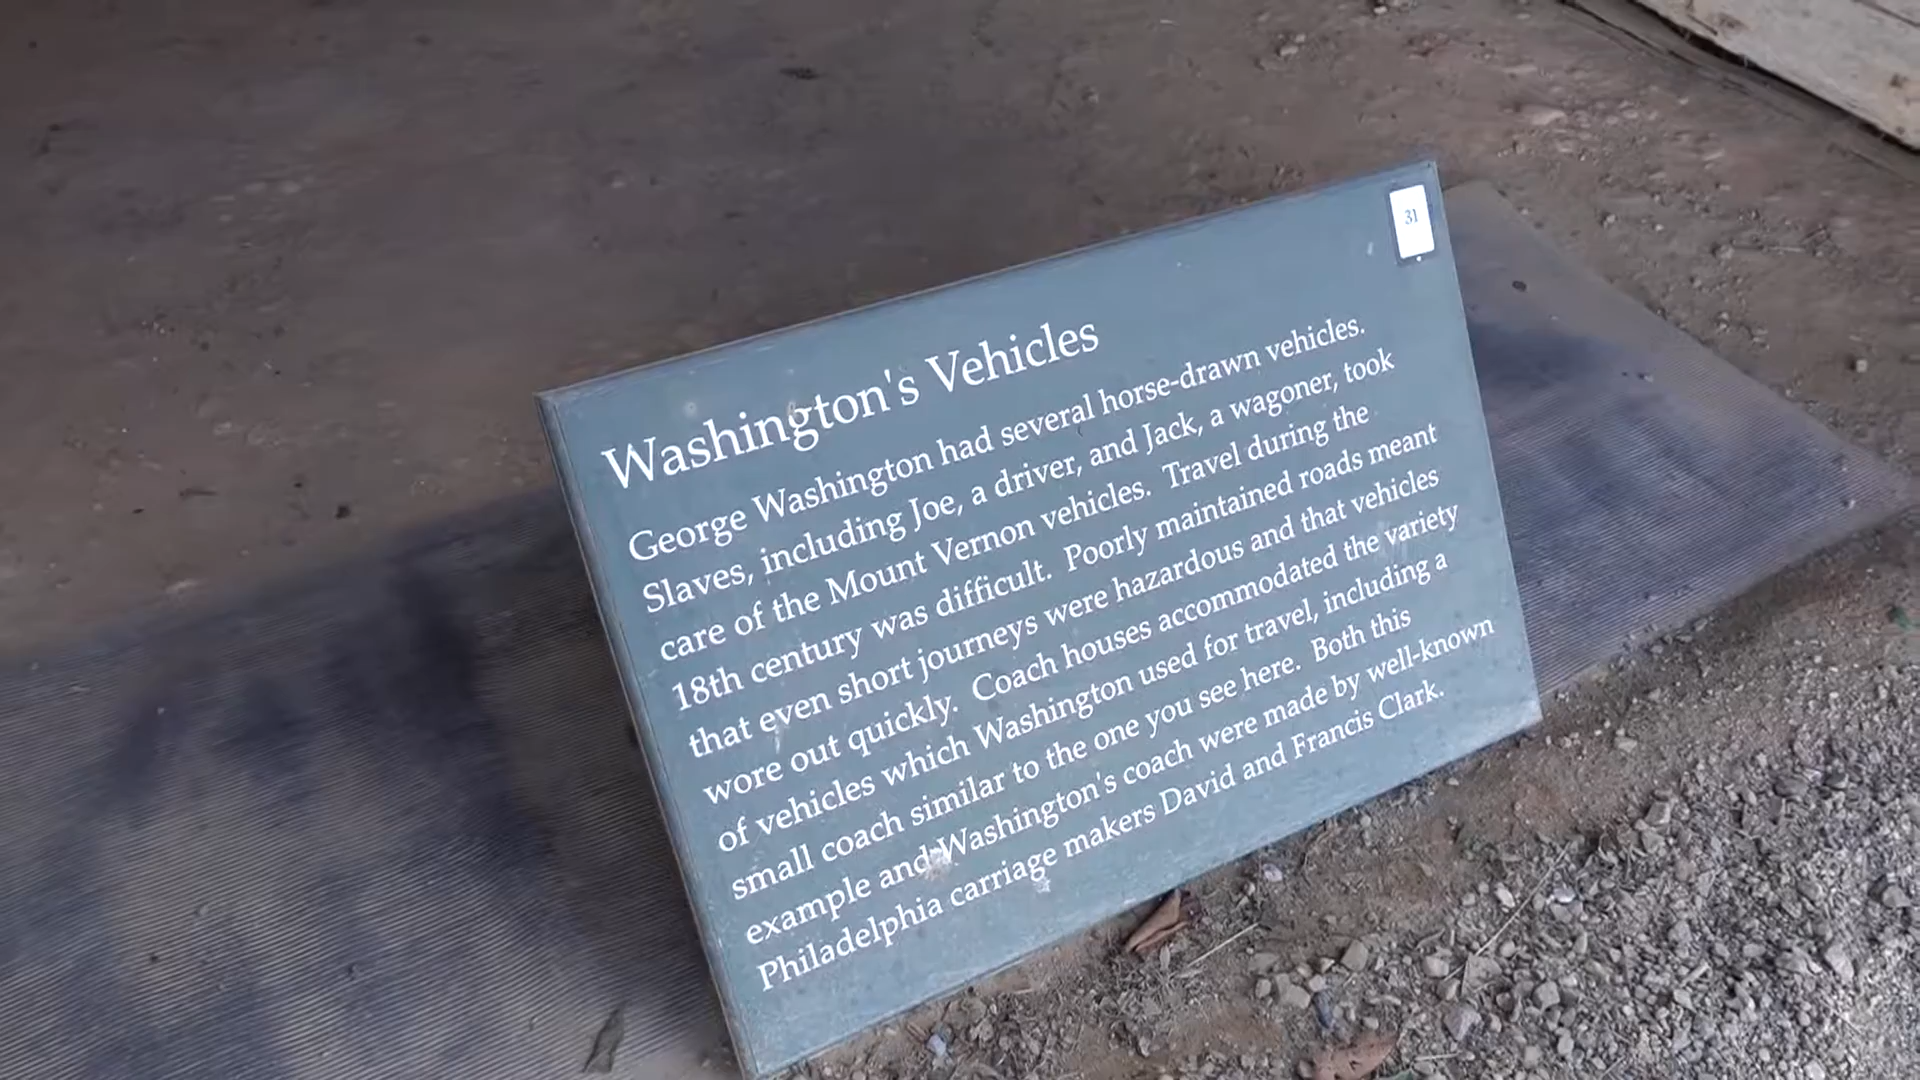 31
Washington's Vehicles
George Washington had several horse-drawn vehicles.
Slaves, including Joe, a driver, and Jack, a wagoner, took
care of the Mount Vernon vehicles. Travel during the
18th century was difficult. Poorly maintained roads meant
that even short journeys were hazardous and that vehicles
wore out quickly. Coach houses accommodated the variety
of vehicles which Washington used for travel, including a
small coach similar to the one you see here. Both this
example and Washington's coach were made by well-known
Philadelphia carriage makers David and Francis Clark.